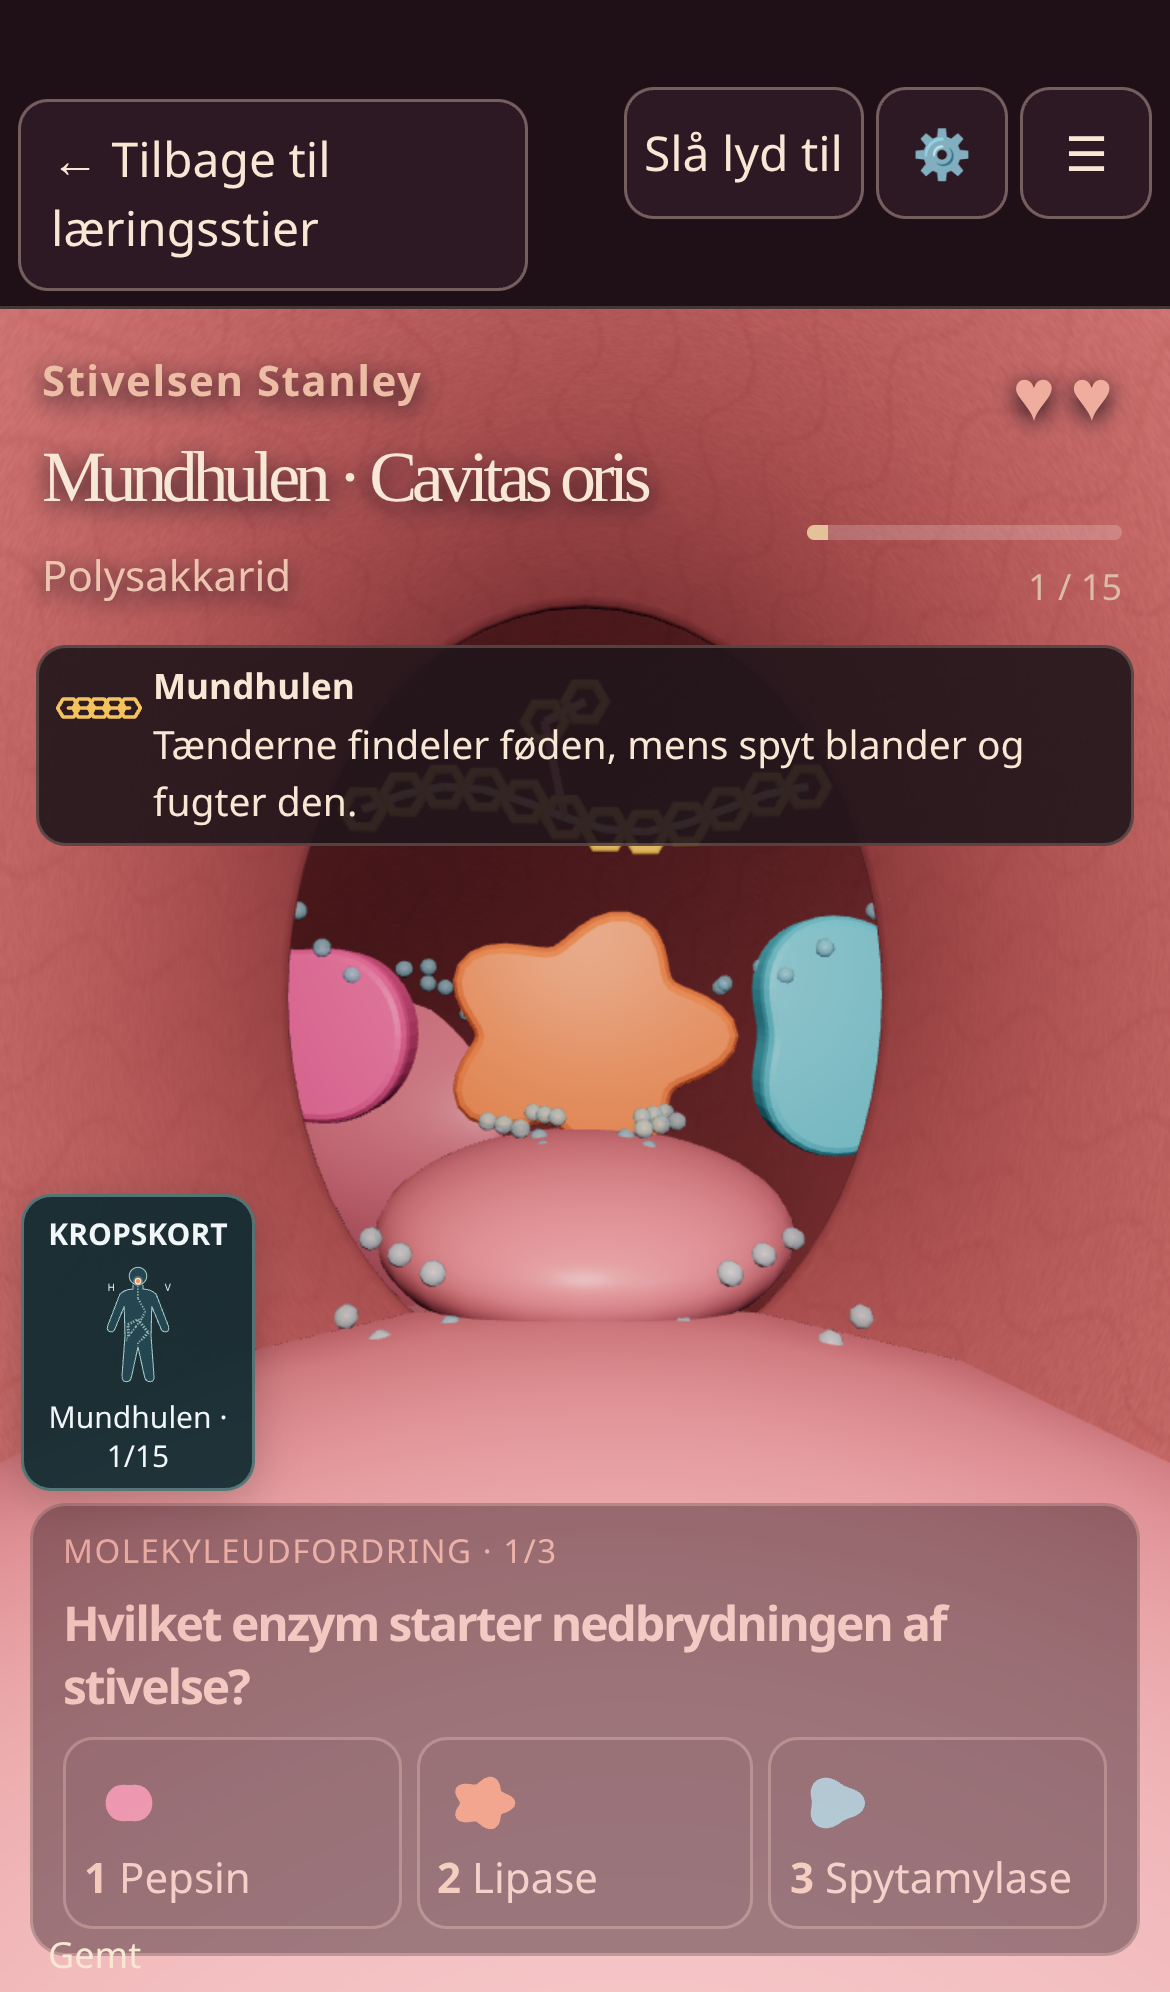 ← Tilbage til
læringsstier
Slå lyd til
Stivelsen Stanley
Mundhulen · Cavitas oris
Polysakkarid
1 / 15
Mundhulen
Tænderne findeler føden, mens spyt blander og
fugter den.
KROPSKORT
H V
Mundhulen ·
1/15
MOLEKYLEUDFORDRING · 1/3
Hvilket enzym starter nedbrydningen af
stivelse?
1 Pepsin
2 Lipase
3 Spytamylase
Gemt